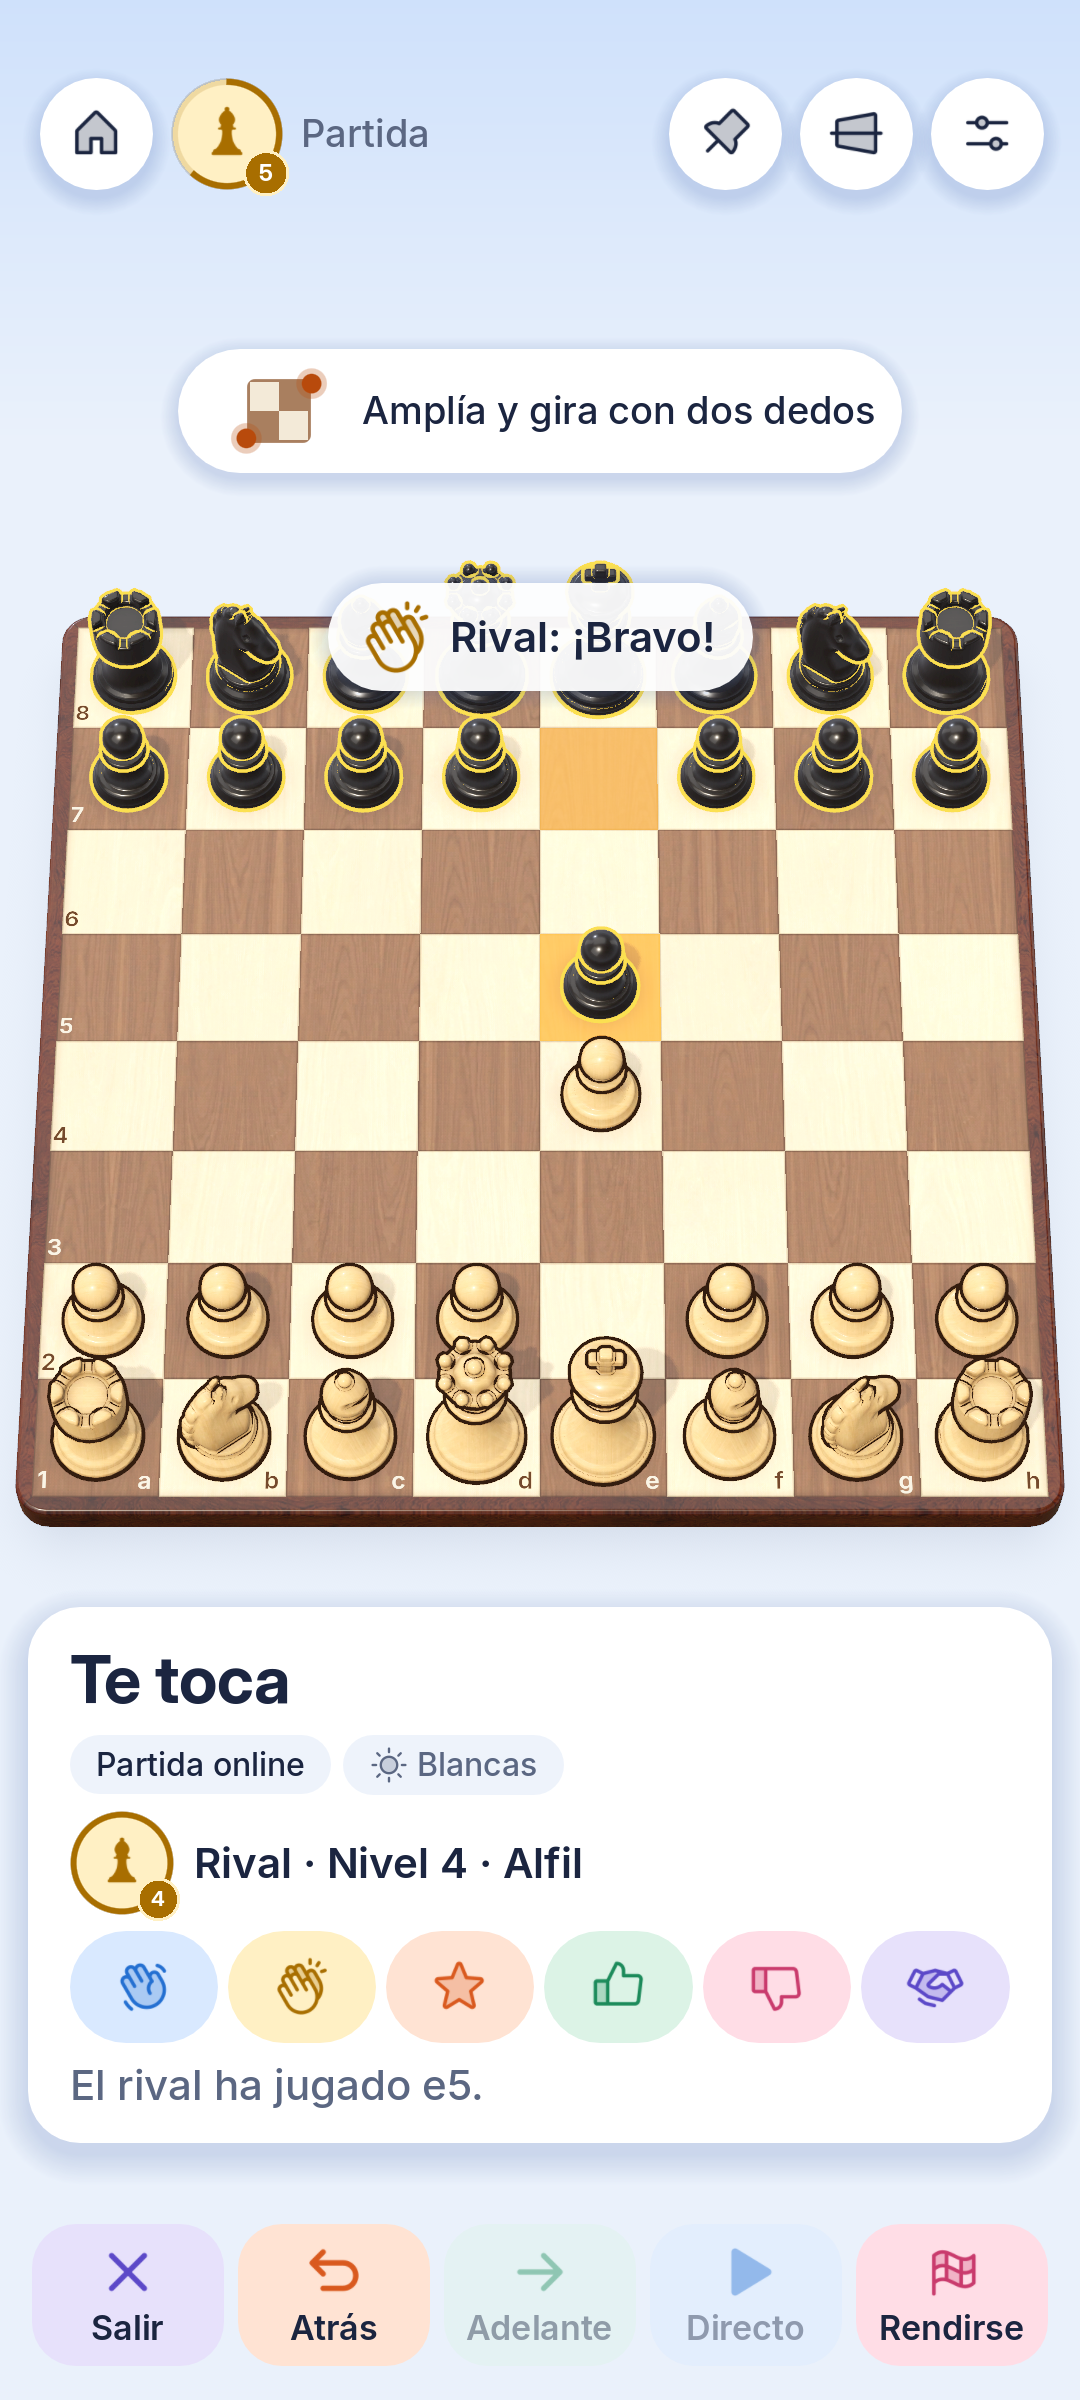 5
Partida
Amplía y gira con dos dedos
Rival: ¡Bravo!
8
7
6
5
4
3
2
1 a b c d e f g h
Te toca
Partida online Blancas
4
Rival · Nivel 4 · Alfil
El rival ha jugado e5.
Salir Atrás Adelante Directo Rendirse